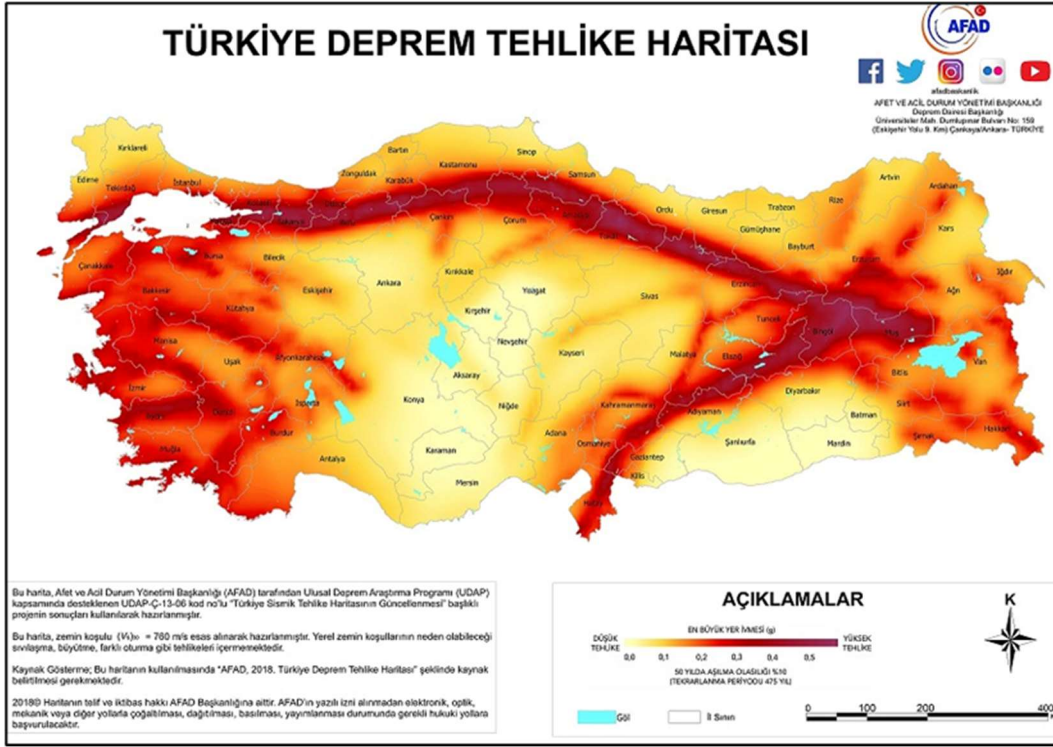 AFAD
TÜRKİYE DEPREM TEHLİKE HARİTASI
afadbaskanlik
AFET VE ACİL DURUM YÖNETİMİ BAŞKANLIĞI
Deprem Dairesi Başkanlığı
Üniversiteler Mah. Dumlupınar Bulvarı No: 159
(Eskişehir Yolu 9. Km) Çankaya/Ankara- TÜRKİYE
Kırklareli
Edirne
Tekirdağ
İstanbul
Zonguldak
Bartın
Karabük
Kastamonu
Sinop
Samsun
Ordu
Giresun
Trabzon
Rize
Artvin
Ardahan
Kars
Gümüşhane
Bayburt
Erzurum
Iğdır
Ağrı
Çankırı
Çorum
Çanakkale
Bursa
Bilecik
Balıkesir
Kütahya
Eskişehir
Ankara
Kırıkkale
Yozgat
Sivas
Tunceli
Bingöl
Muş
Kırşehir
Nevşehir
Kayseri
Malatya
Elazığ
Bitlis
Van
Manisa
Uşak
Afyonkarahisar
Aksaray
Diyarbakır
İzmir
Isparta
Konya
Niğde
Kahramanmaraş
Adıyaman
Batman
Siirt
Denizli
Burdur
Adana
Osmaniye
Şanlıurfa
Mardin
Şırnak
Hakkari
Muğla
Antalya
Karaman
Mersin
Gaziantep
Kilis
Hatay
Bu harita, Afet ve Acil Durum Yönetimi Başkanlığı (AFAD) tarafından Ulusal Deprem Araştırma Programı (UDAP)
kapsamında desteklenen UDAP-Ç-13-06 kod no'lu "Türkiye Sismik Tehlike Haritasının Güncellenmesi" başlıklı
projenin sonuçları kullanılarak hazırlanmıştır.
Bu harita, zemin koşulu (Vs)30 = 760 m/s esas alınarak hazırlanmıştır. Yerel zemin koşullarının neden olabileceği
sıvılaşma, büyütme, farklı oturma gibi tehlikeleri içermemektedir.
Kaynak Gösterme; Bu haritanın kullanılmasında "AFAD, 2018. Türkiye Deprem Tehlike Haritası" şeklinde kaynak
belirtilmesi gerekmektedir.
2018© Haritanın telif ve iktibas hakkı AFAD Başkanlığına aittir. AFAD'ın yazılı izni alınmadan elektronik, optik,
mekanik veya diğer yollarla çoğaltılması, dağıtılması, basılması, yayımlanması durumunda gerekli hukuki yollara
başvurulacaktır.
AÇIKLAMALAR
EN BÜYÜK YER İVMESİ (g)
DÜŞÜK
TEHLİKE
YÜKSEK
TEHLİKE
0,0 0,1 0,2 0,3 0,4 0,5
50 YILDA AŞILMA OLASILIĞI %10
(TEKRARLANMA PERİYODU 475 YIL)
Göl
İl Sınırı
K
0 100 200 400